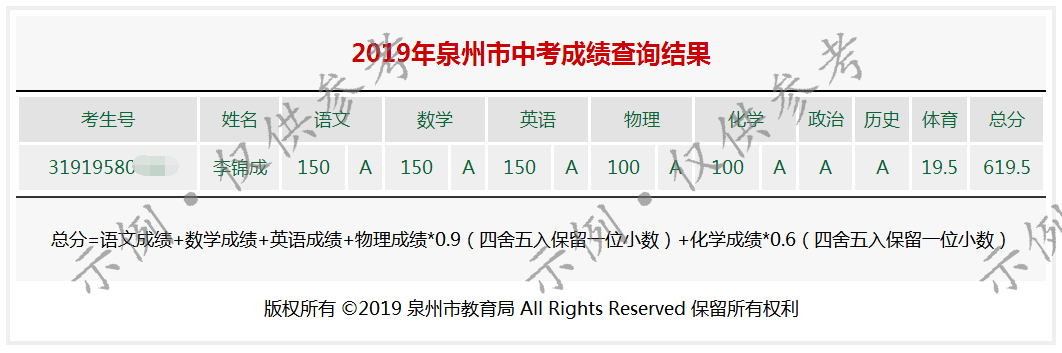 2019年泉州市中考成绩查询结果
考生号 姓名 语文 数学 英语 物理 化学 政治 历史 体育 总分
31919580 李锦成 150 A 150 A 150 A 100 A 100 A A A 19.5 619.5
总分=语文成绩+数学成绩+英语成绩+物理成绩*0.9（四舍五入保留一位小数）+化学成绩*0.6（四舍五入保留一位小数）
版权所有 ©2019 泉州市教育局 All Rights Reserved 保留所有权利
示例·仅供参考
示例·仅供参考
示例